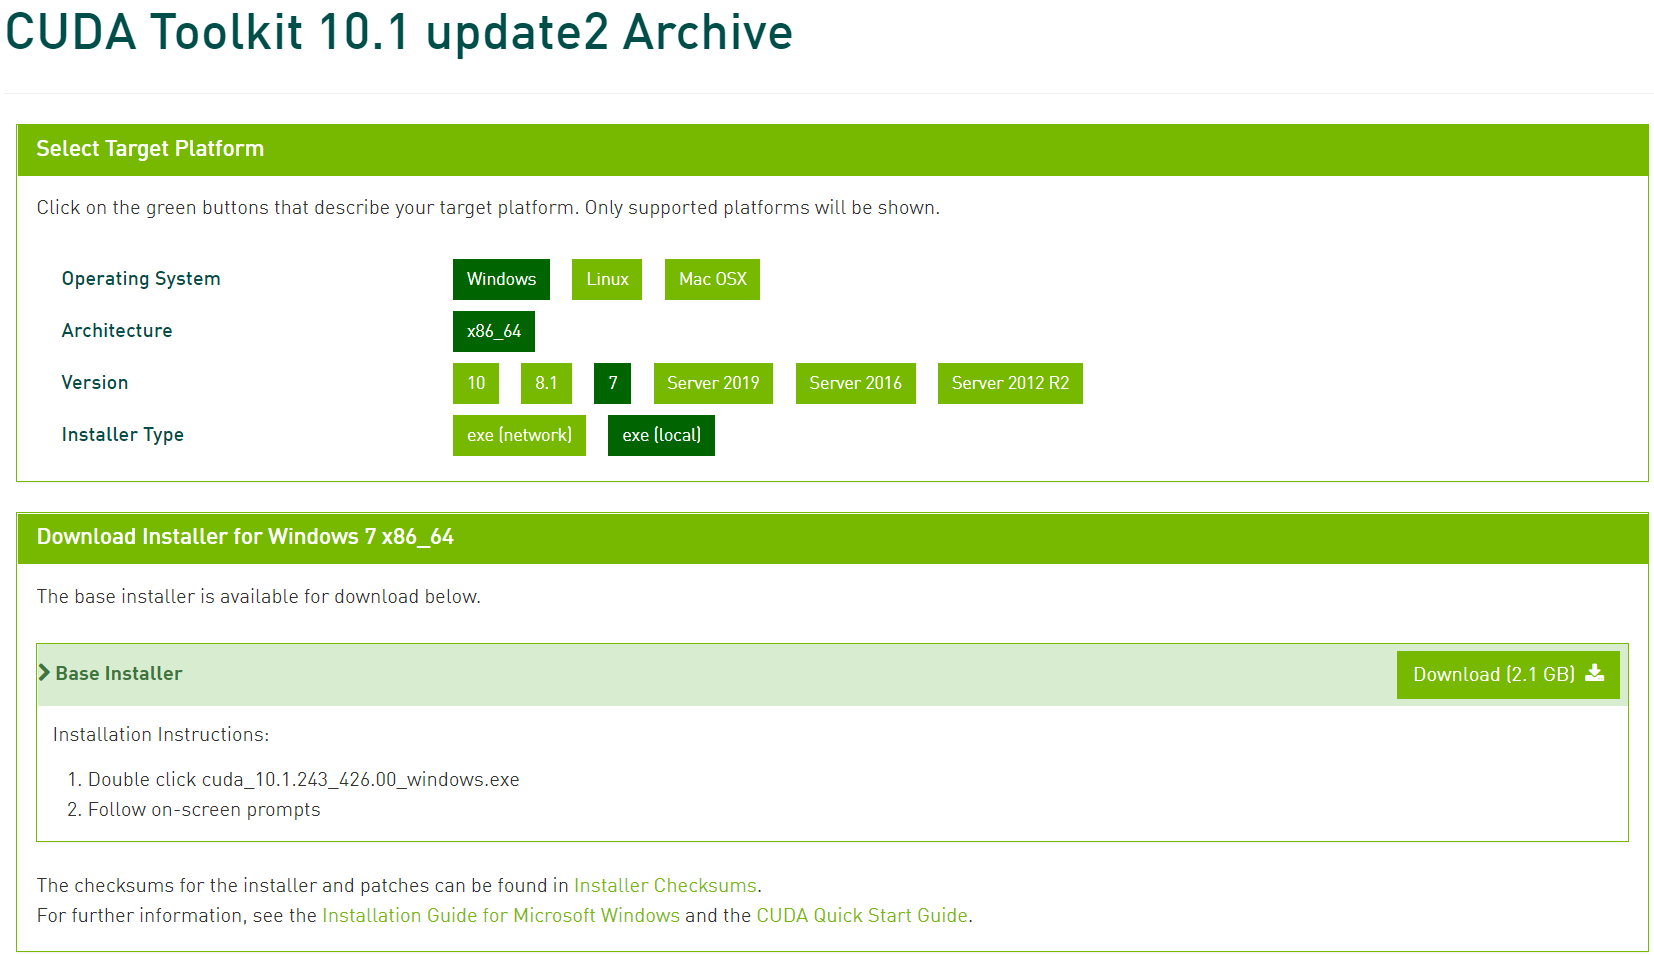 CUDA Toolkit 10.1 update2 Archive
Select Target Platform
Click on the green buttons that describe your target platform. Only supported platforms will be shown.
Operating System Windows Linux Mac OSX
Architecture x86_64
Version 10 8.1 7 Server 2019 Server 2016 Server 2012 R2
Installer Type exe (network) exe (local)
Download Installer for Windows 7 x86_64
The base installer is available for download below.
Base Installer Download (2.1 GB)
Installation Instructions:
1. Double click cuda_10.1.243_426.00_windows.exe
2. Follow on-screen prompts
The checksums for the installer and patches can be found in Installer Checksums.
For further information, see the Installation Guide for Microsoft Windows and the CUDA Quick Start Guide.